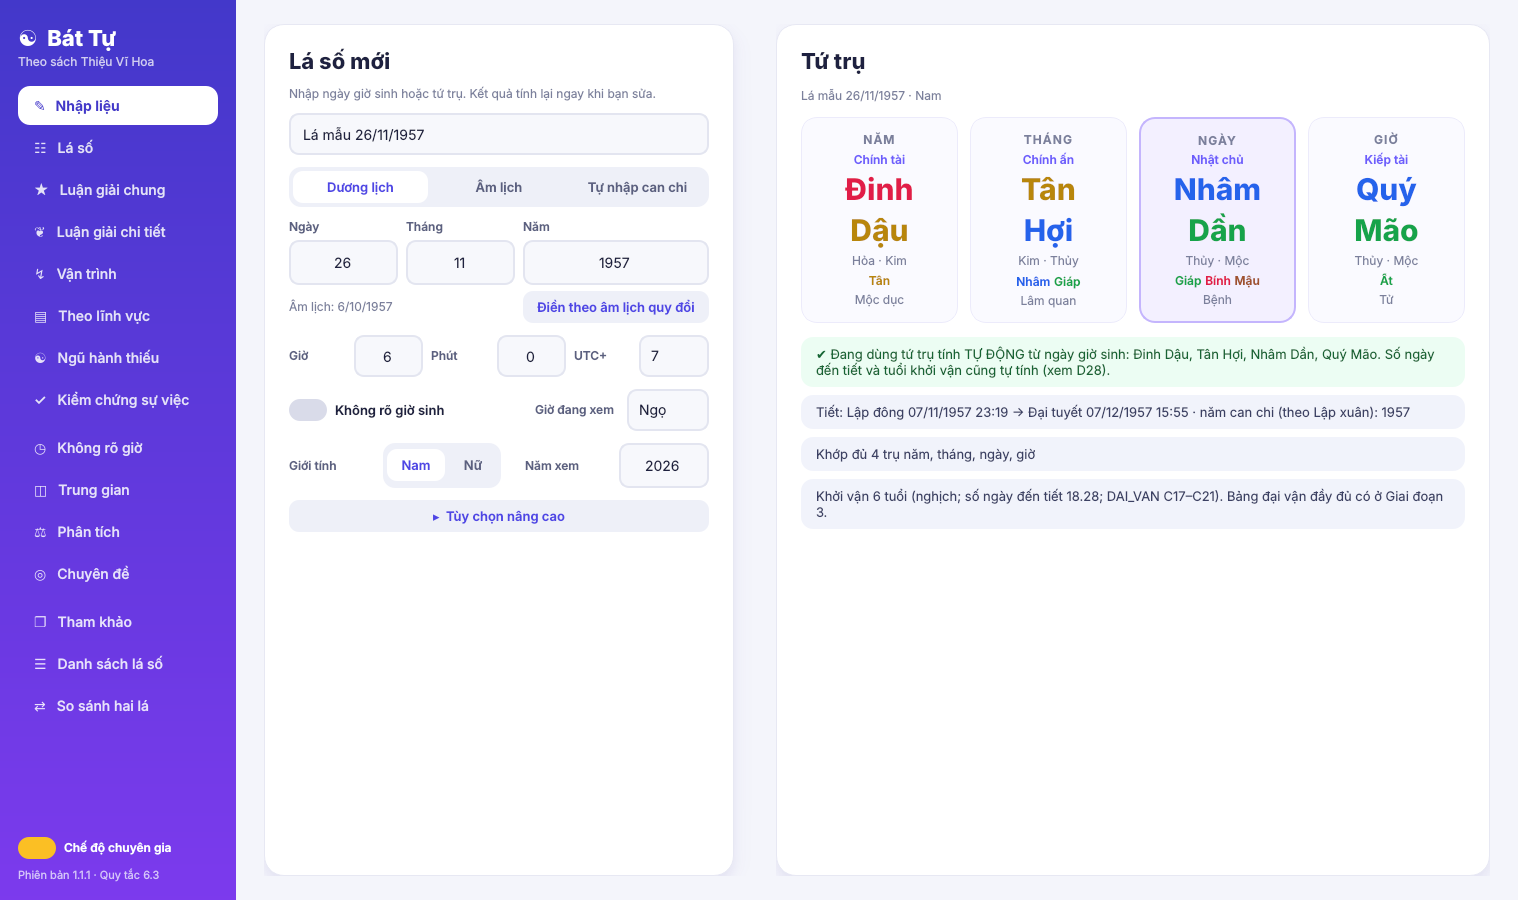 ☯ Bát Tự
Theo sách Thiệu Vĩ Hoa
✎ Nhập liệu
☷ Lá số
★ Luận giải chung
❦ Luận giải chi tiết
↯ Vận trình
▤ Theo lĩnh vực
☯ Ngũ hành thiếu
✓ Kiểm chứng sự việc
◷ Không rõ giờ
◫ Trung gian
⚖ Phân tích
◎ Chuyên đề
❐ Tham khảo
☰ Danh sách lá số
⇄ So sánh hai lá
Chế độ chuyên gia
Phiên bản 1.1.1 · Quy tắc 6.3
Lá số mới
Nhập ngày giờ sinh hoặc tứ trụ. Kết quả tính lại ngay khi bạn sửa.
Lá mẫu 26/11/1957
Dương lịch Âm lịch Tự nhập can chi
Ngày Tháng Năm
26 11 1957
Âm lịch: 6/10/1957 Điền theo âm lịch quy đổi
Giờ 6 Phút 0 UTC+ 7
Không rõ giờ sinh Giờ đang xem Ngọ
Giới tính Nam Nữ Năm xem 2026
▸ Tùy chọn nâng cao
Tứ trụ
Lá mẫu 26/11/1957 · Nam
NĂM THÁNG NGÀY GIỜ
Chính tài Chính ấn Nhật chủ Kiếp tài
Đinh Tân Nhâm Quý
Dậu Hợi Dần Mão
Hỏa · Kim Kim · Thủy Thủy · Mộc Thủy · Mộc
Tân Nhâm Giáp Giáp Bính Mậu Ất
Mộc dục Lâm quan Bệnh Tử
✔ Đang dùng tứ trụ tính TỰ ĐỘNG từ ngày giờ sinh: Đinh Dậu, Tân Hợi, Nhâm Dần, Quý Mão. Số ngày
đến tiết và tuổi khởi vận cũng tự tính (xem D28).
Tiết: Lập đông 07/11/1957 23:19 → Đại tuyết 07/12/1957 15:55 · năm can chi (theo Lập xuân): 1957
Khớp đủ 4 trụ năm, tháng, ngày, giờ
Khởi vận 6 tuổi (nghịch; số ngày đến tiết 18.28; DAI_VAN C17–C21). Bảng đại vận đầy đủ có ở Giai đoạn
3.